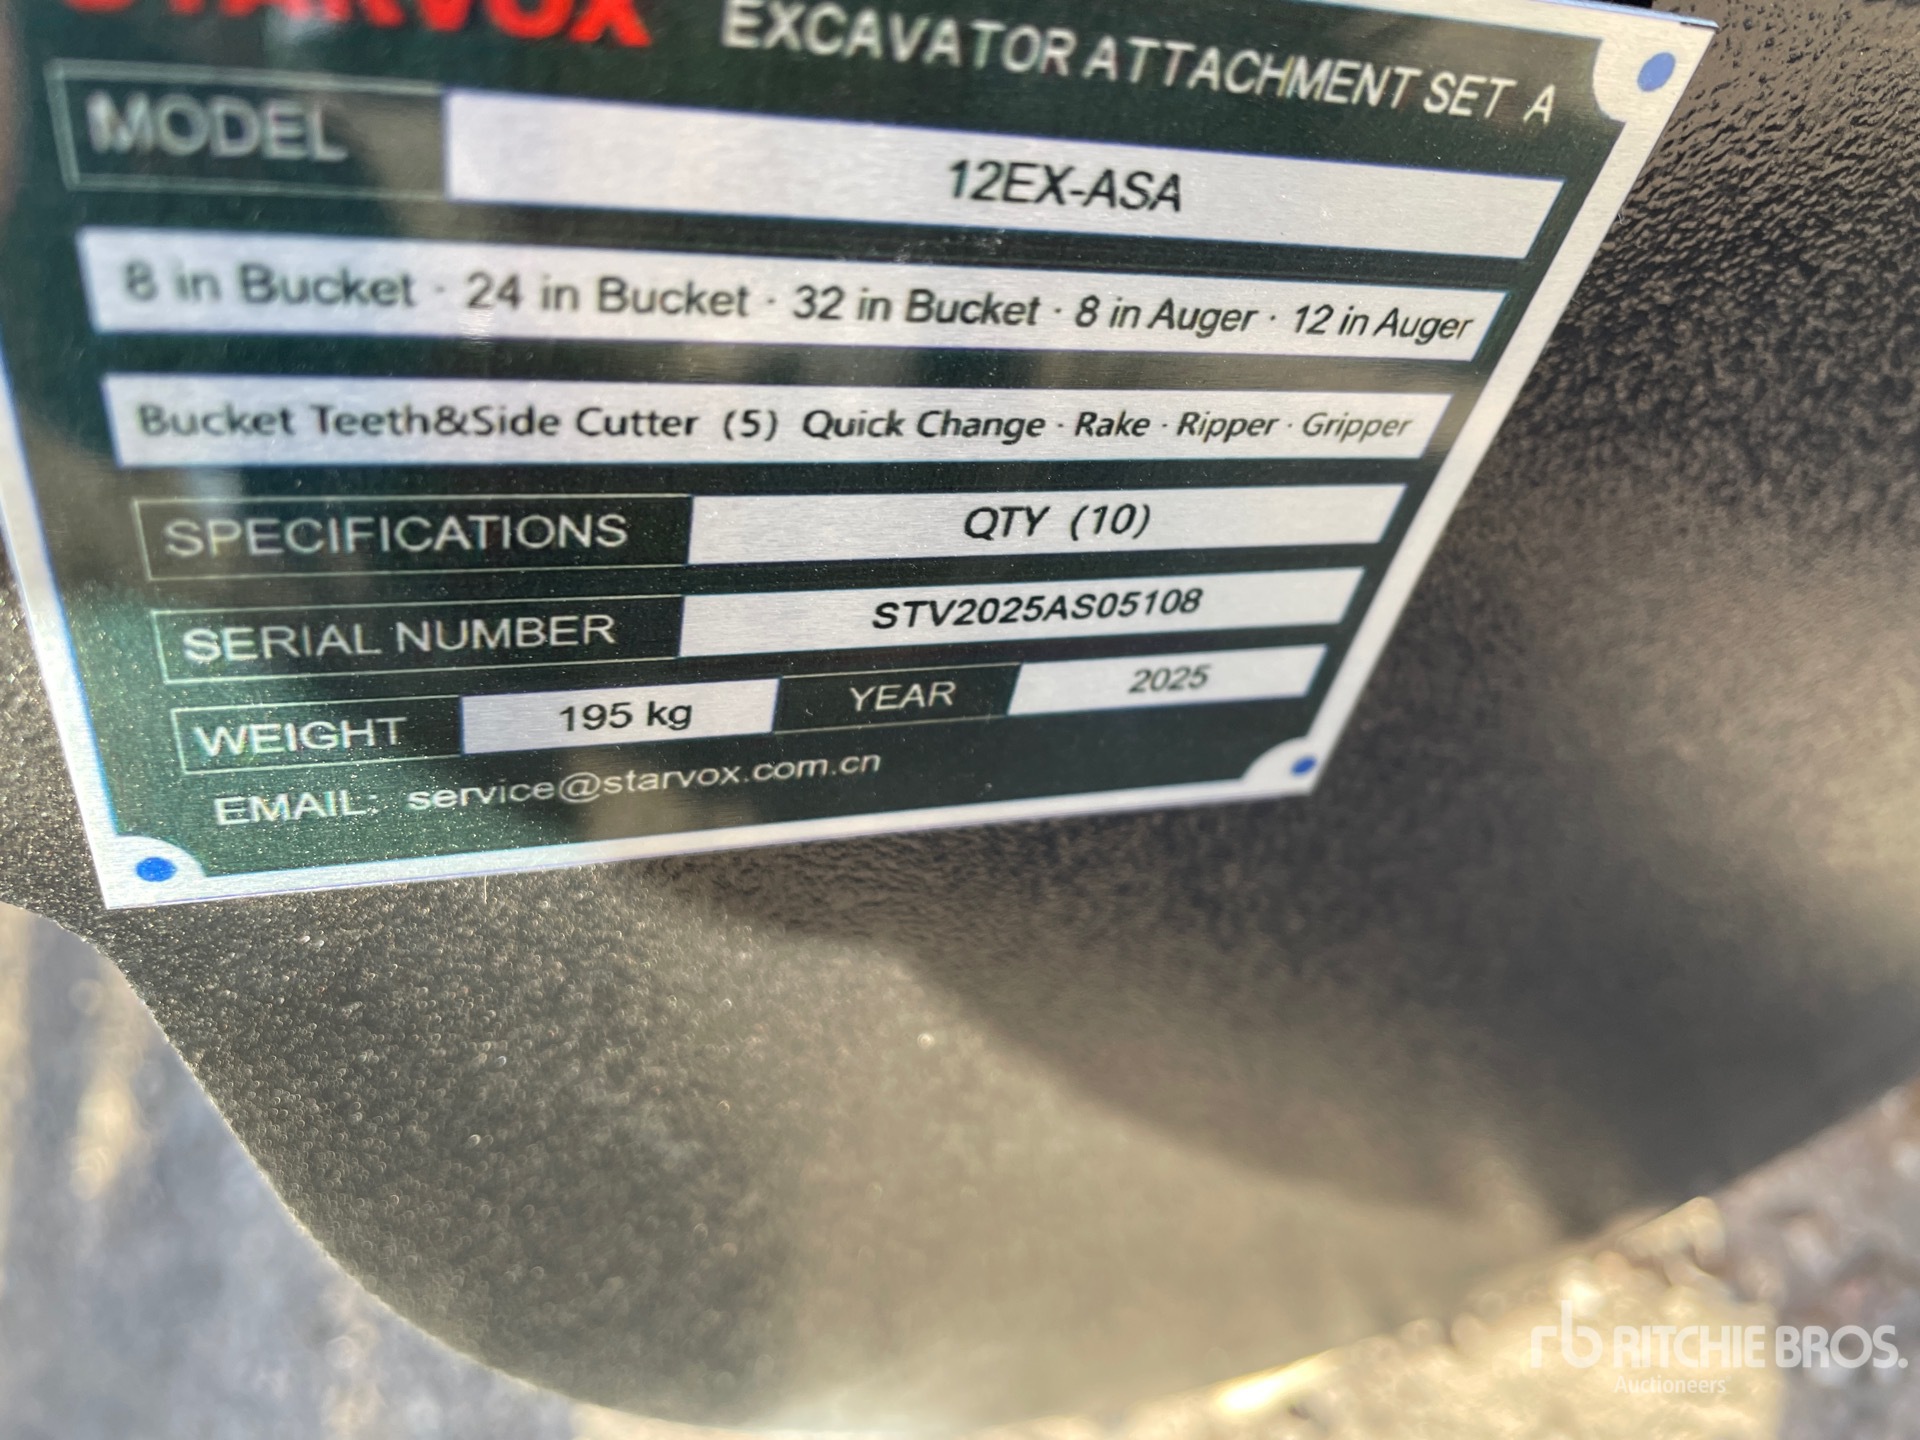 STARVOX EXCAVATOR ATTACHMENT SET A
MODEL 12EX-ASA
8 in Bucket · 24 in Bucket · 32 in Bucket · 8 in Auger · 12 in Auger
Bucket Teeth&Side Cutter (5) Quick Change · Rake · Ripper · Gripper
SPECIFICATIONS QTY (10)
SERIAL NUMBER STV2025AS05108
WEIGHT 195 kg YEAR 2025
EMAIL: service@starvox.com.cn
rb RITCHIE BROS.
Auctioneers